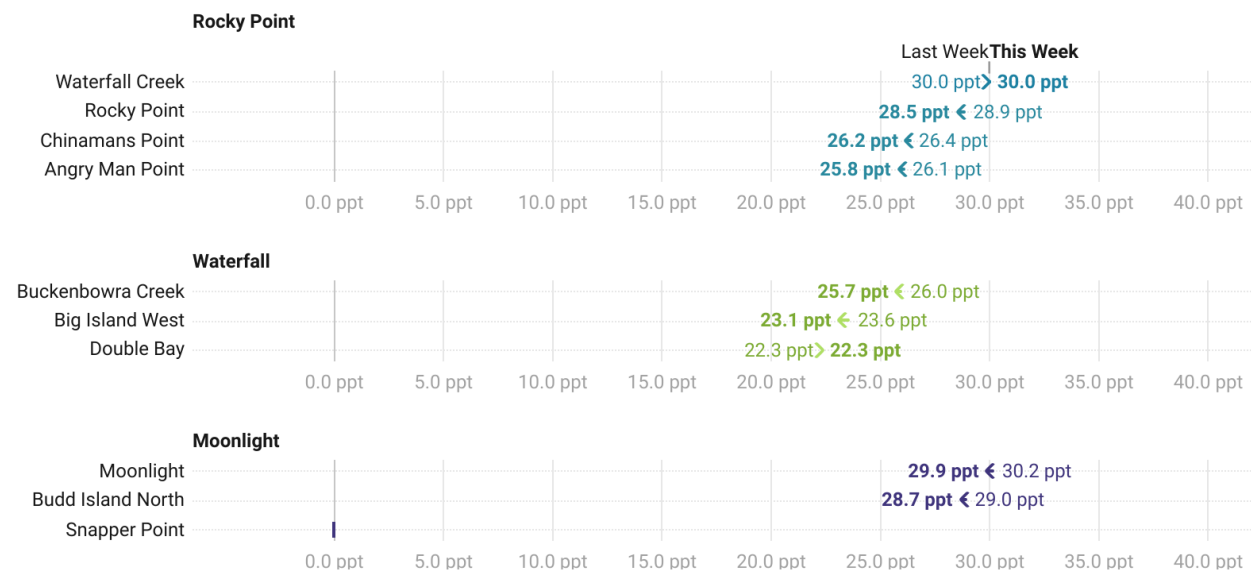 Rocky Point
Last Week This Week
Waterfall Creek 30.0 ppt 30.0 ppt
Rocky Point 28.5 ppt 28.9 ppt
Chinamans Point 26.2 ppt 26.4 ppt
Angry Man Point 25.8 ppt 26.1 ppt
0.0 ppt 5.0 ppt 10.0 ppt 15.0 ppt 20.0 ppt 25.0 ppt 30.0 ppt 35.0 ppt 40.0 ppt
Waterfall
Buckenbowra Creek 25.7 ppt 26.0 ppt
Big Island West 23.1 ppt 23.6 ppt
Double Bay 22.3 ppt 22.3 ppt
0.0 ppt 5.0 ppt 10.0 ppt 15.0 ppt 20.0 ppt 25.0 ppt 30.0 ppt 35.0 ppt 40.0 ppt
Moonlight
Moonlight 29.9 ppt 30.2 ppt
Budd Island North 28.7 ppt 29.0 ppt
Snapper Point
0.0 ppt 5.0 ppt 10.0 ppt 15.0 ppt 20.0 ppt 25.0 ppt 30.0 ppt 35.0 ppt 40.0 ppt